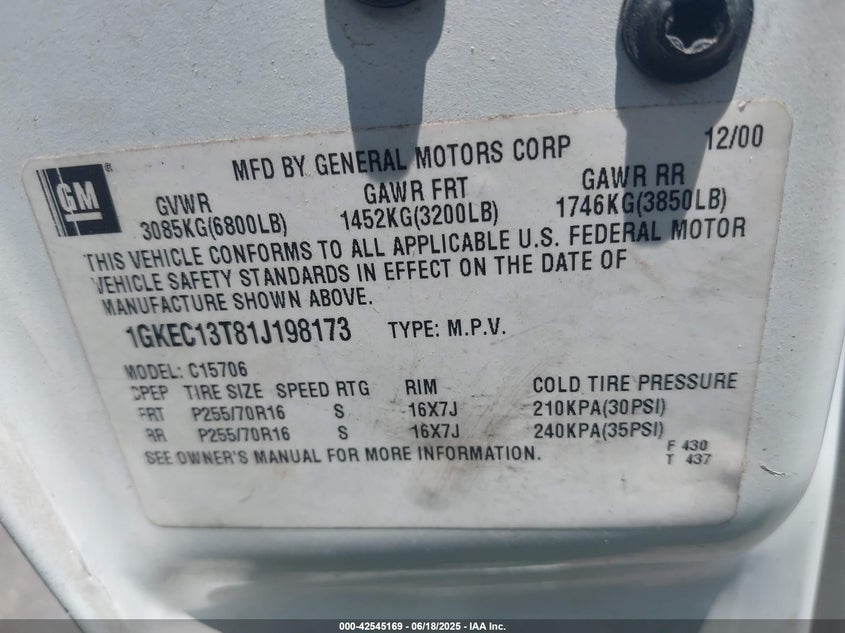 MFD BY GENERAL MOTORS CORP 12/00
GM ®
GVWR GAWR FRT GAWR RR
3085KG(6800LB) 1452KG(3200LB) 1746KG(3850LB)
THIS VEHICLE CONFORMS TO ALL APPLICABLE U.S. FEDERAL MOTOR
VEHICLE SAFETY STANDARDS IN EFFECT ON THE DATE OF
MANUFACTURE SHOWN ABOVE.
1GKEC13T81J198173 TYPE: M.P.V.
MODEL: C15706
CPEP TIRE SIZE SPEED RTG RIM COLD TIRE PRESSURE
FRT P255/70R16 S 16X7J 210KPA(30PSI)
RR P255/70R16 S 16X7J 240KPA(35PSI)
SEE OWNER'S MANUAL FOR MORE INFORMATION.
F 430
T 437
000-42545169 - 06/18/2025 - IAA Inc.